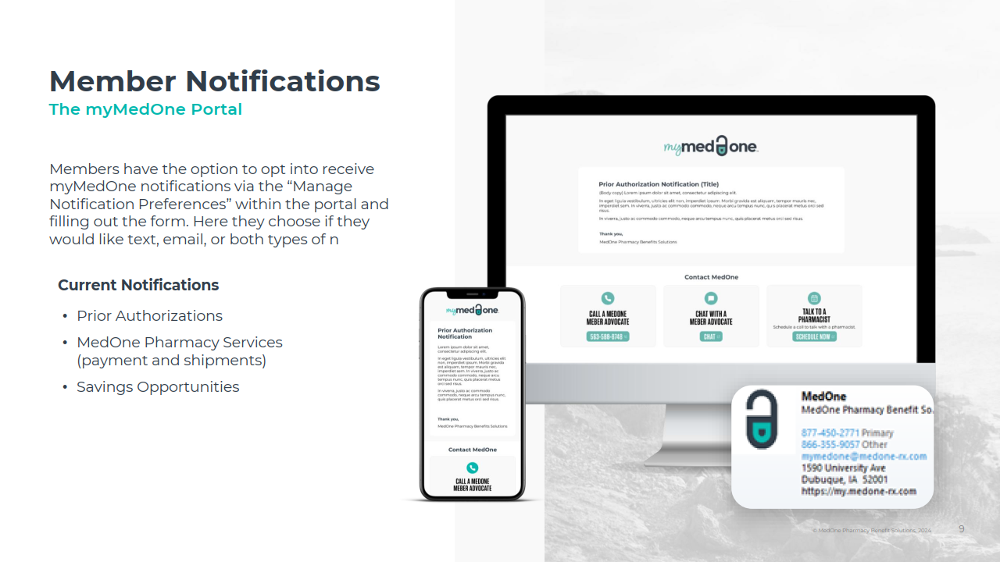 Member Notifications
The myMedOne Portal
Members have the option to opt into receive
myMedOne notifications via the “Manage
Notification Preferences” within the portal and
filling out the form. Here they choose if they
would like text, email, or both types of n
Current Notifications
• Prior Authorizations
• MedOne Pharmacy Services
(payment and shipments)
• Savings Opportunities
mymedone
Prior Authorization Notification (Title)
(Body copy) Lorem ipsum dolor sit amet, consectetur adipiscing elit.
In eget ligula vestibulum, ultricies elit non, imperdiet ipsum. Morbi gravida est aliquam, tempor mauris nec,
imperdiet sem. In viverra, justo ac commodo commodo, neque arcu tempus nunc, quis placerat metus orci sed
risus.
In viverra, justo ac commodo commodo, neque arcu tempus nunc, quis placerat metus orci sed risus.
Thank you,
MedOne Pharmacy Benefits Solutions
Contact MedOne
CALL A MEDONE
MEBER ADVOCATE
CHAT WITH A
MEBER ADVOCATE
CHAT
TALK TO A
PHARMACIST
Schedule a call to talk with a pharmacist.
SCHEDULE NOW
mymedone
Prior Authorization
Notification
Lorem ipsum dolor sit amet,
consectetur adipiscing elit.
In eget ligula vestibulum, ultricies elit
non, imperdiet ipsum. Morbi gravida
est aliquam, tempor mauris nec,
imperdiet sem. In viverra, justo ac
commodo commodo, neque arcu
tempus nunc, quis placerat metus
orci sed risus.
In viverra, justo ac commodo
commodo, neque arcu tempus nunc,
quis placerat metus orci sed risus.
Thank you,
MedOne Pharmacy Benefits Solutions
Contact MedOne
CALL A MEDONE
MEBER ADVOCATE
MedOne
MedOne Pharmacy Benefit So
877-450-2771 Primary
866-355-9057 Other
mymedone@medone-rx.com
1590 University Ave
Dubuque, IA 52001
https://my.medone-rx.com
© MedOne Pharmacy Benefit Solutions, 2024
9